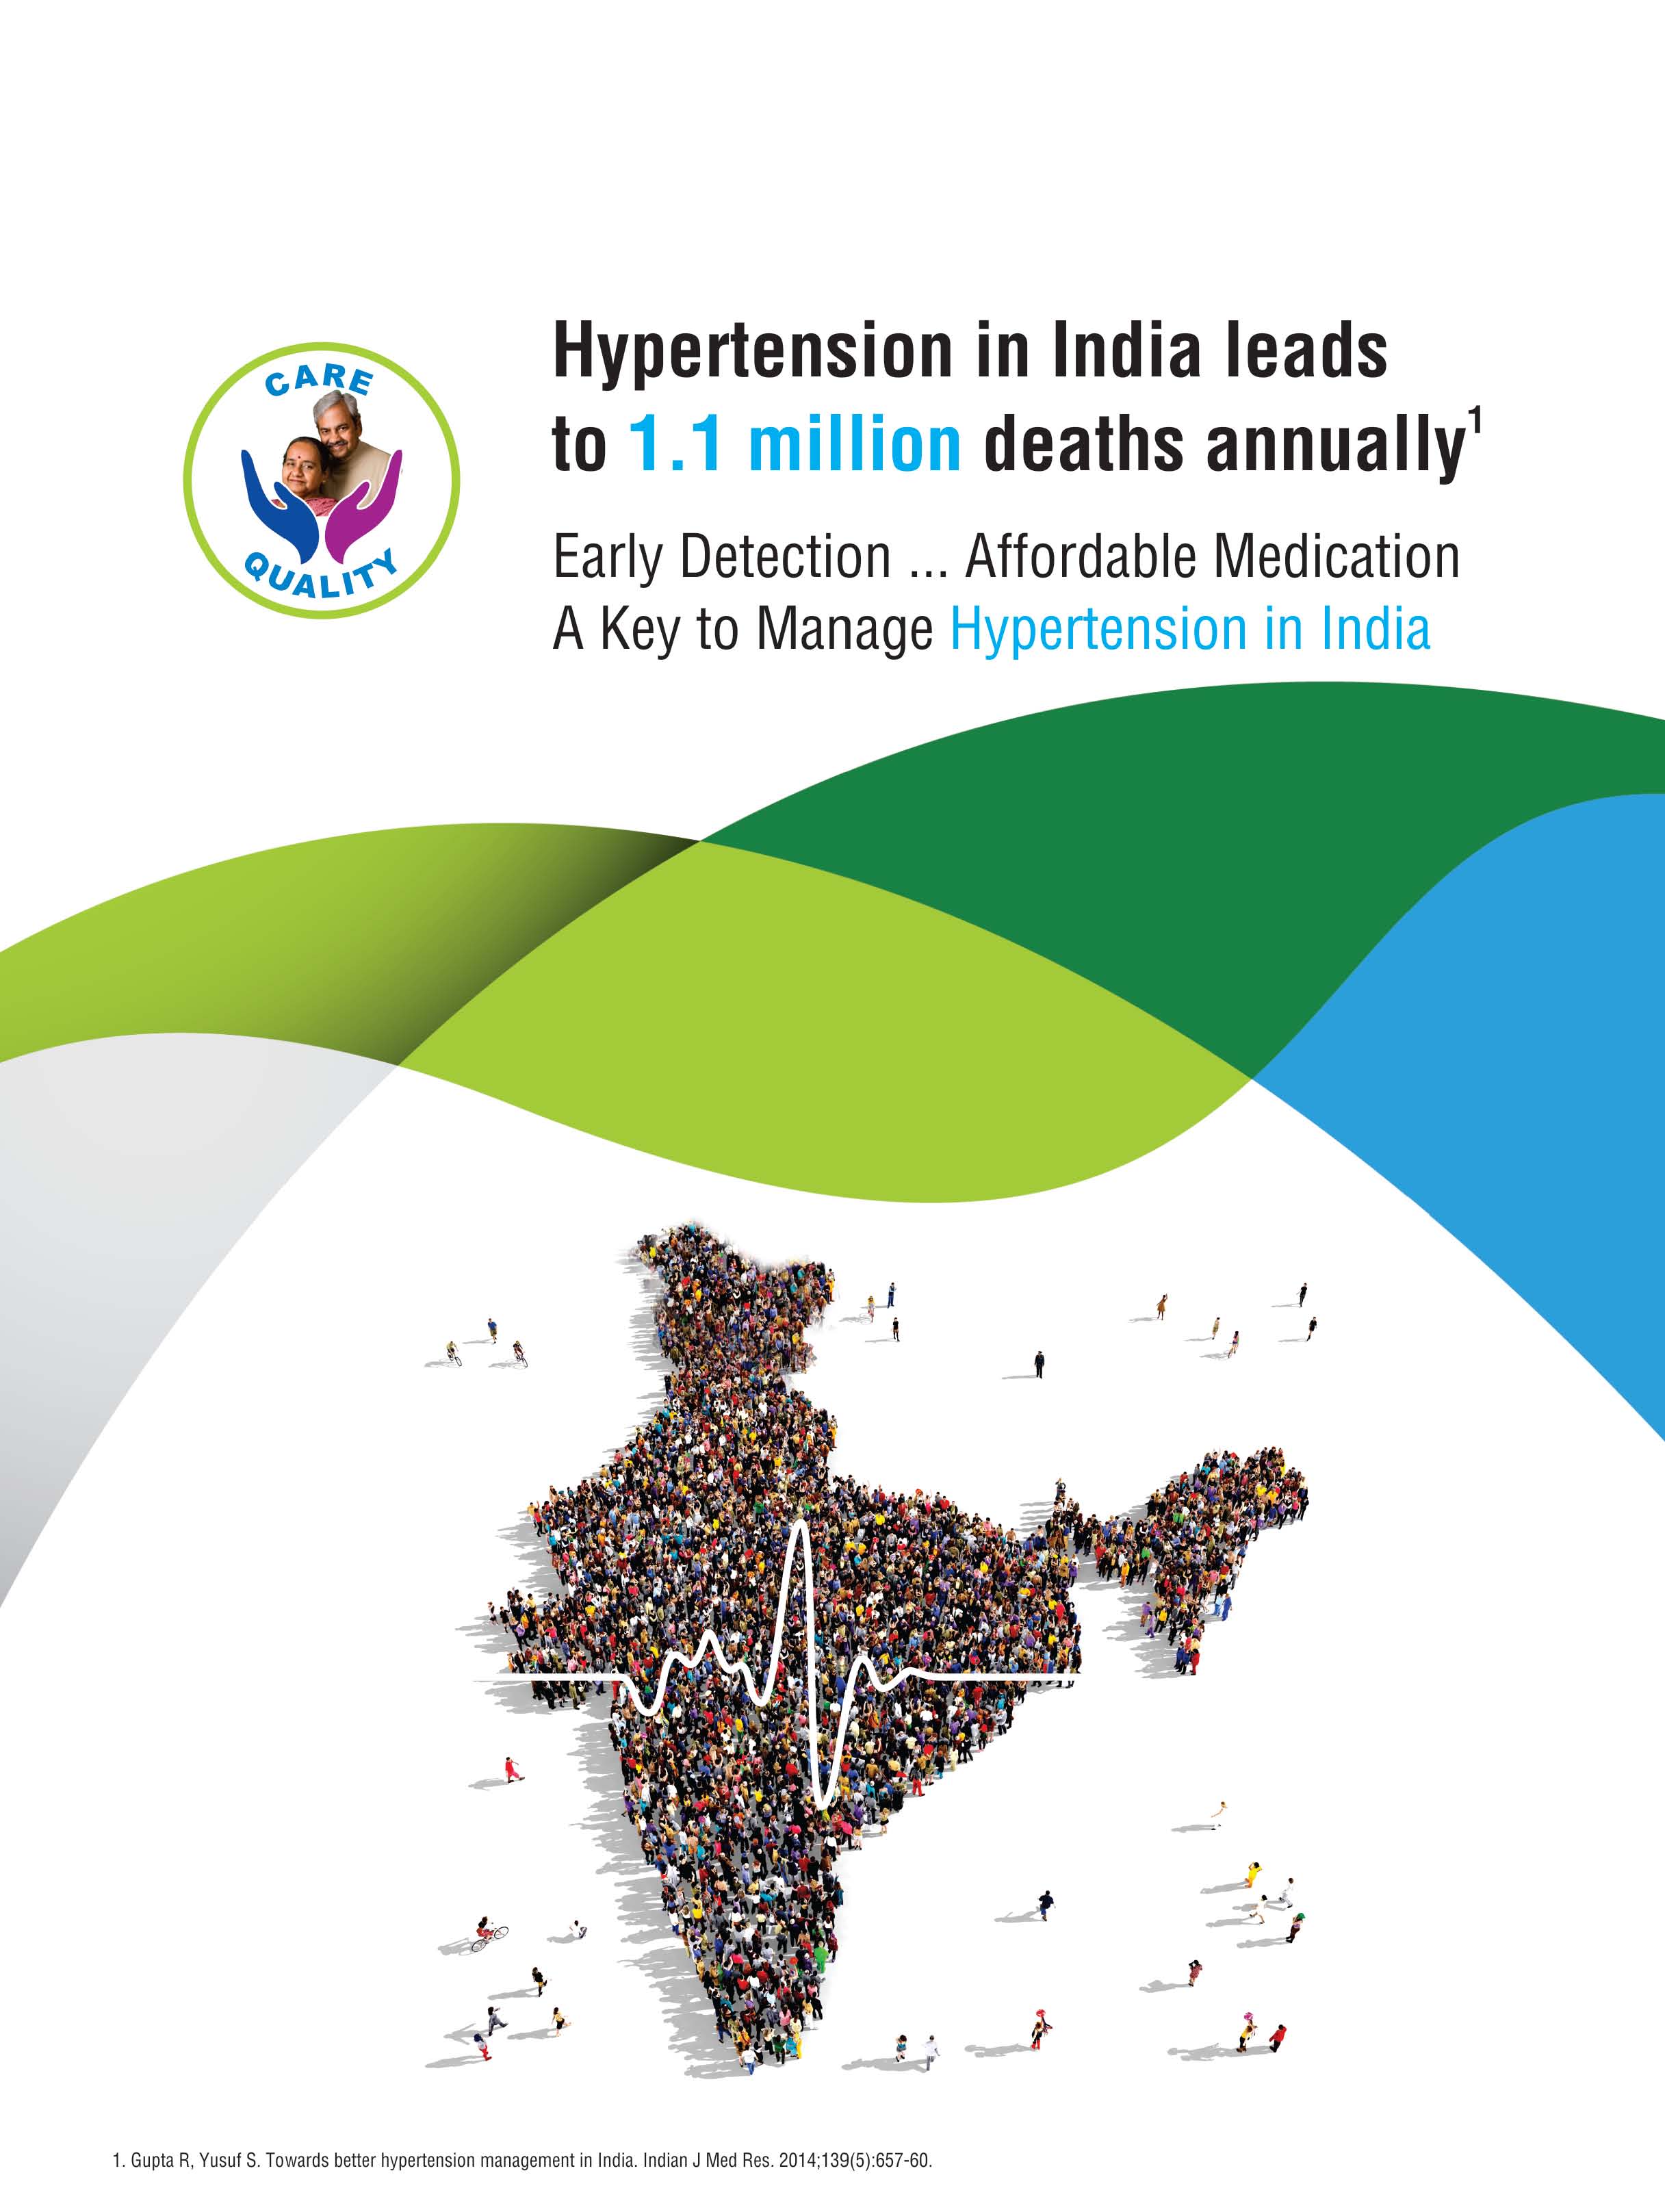 CARE
QUALITY
Hypertension in India leads
to 1.1 million deaths annually¹
Early Detection ... Affordable Medication
A Key to Manage Hypertension in India
1. Gupta R, Yusuf S. Towards better hypertension management in India. Indian J Med Res. 2014;139(5):657-60.